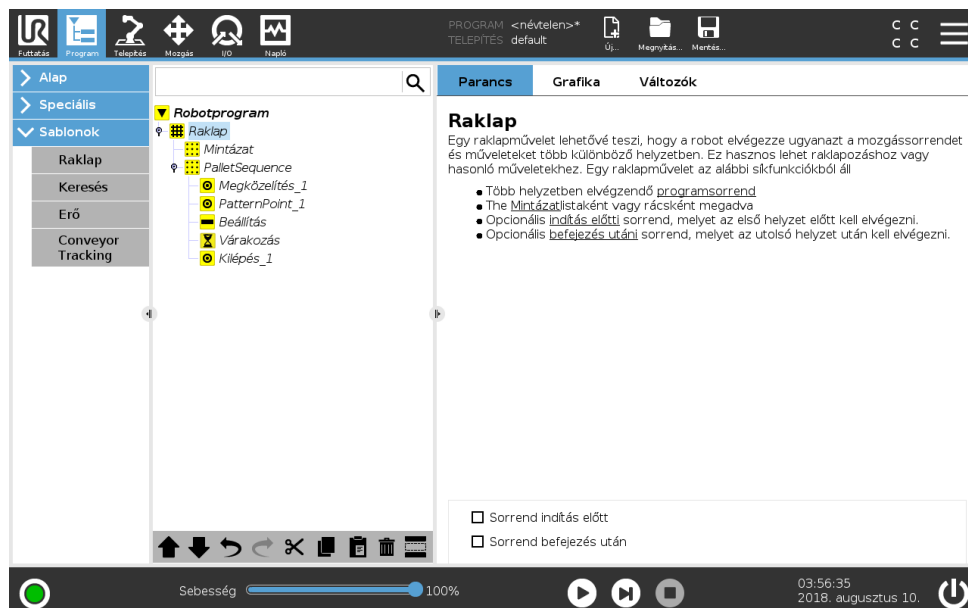 Futtatás
Program
Telepítés
Mozgás
I/O
Napló
PROGRAM <névtelen>*
TELEPÍTÉS default
Új...
Megnyitás...
Mentés...
C C
C C
Alap
Speciális
Sablonok
Raklap
Keresés
Erő
Conveyor
Tracking
Robotprogram
Raklap
Mintázat
PalletSequence
Megközelítés_1
PatternPoint_1
Beállítás
Várakozás
Kilépés_1
Parancs
Grafika
Változók
Raklap
Egy raklapművelet lehetővé teszi, hogy a robot elvégezze ugyanazt a mozgássorrendet
és műveleteket több különböző helyzetben. Ez hasznos lehet raklapozáshoz vagy
hasonló műveletekhez. Egy raklapművelet az alábbi síkfunkciókból áll
Több helyzetben elvégzendő programsorrend
The Mintázatlistaként vagy rácsként megadva
Opcionális indítás előtti sorrend, melyet az első helyzet előtt kell elvégezni.
Opcionális befejezés utáni sorrend, melyet az utolsó helyzet után kell elvégezni.
Sorrend indítás előtt
Sorrend befejezés után
Sebesség
100%
03:56:35
2018. augusztus 10.